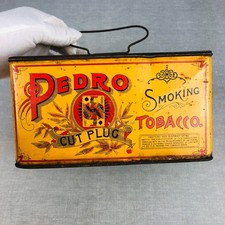 PEDRO
CUT PLUG
SMOKING
TOBACCO.